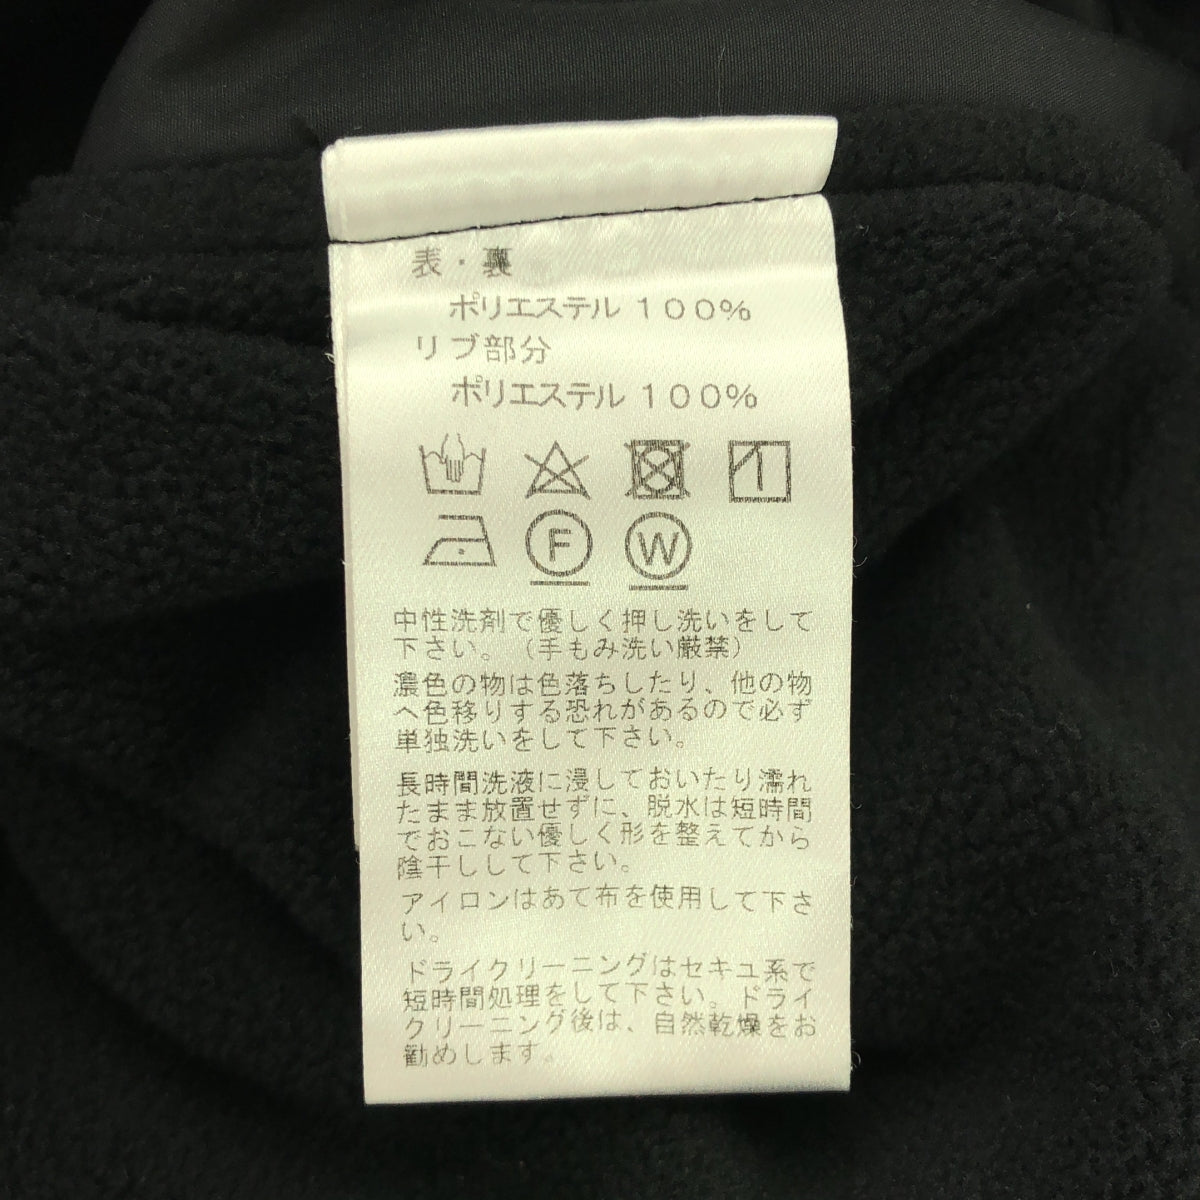 表・裏
ポリエステル 100%
リブ部分
ポリエステル 100%
F W
中性洗剤で優しく押し洗いをして
下さい。（手もみ洗い厳禁）
濃色の物は色落ちしたり、他の物
へ色移りする恐れがあるので必ず
単独洗いをして下さい。
長時間洗液に浸しておいたり濡れ
たまま放置せずに、脱水は短時間
でおこない優しく形を整えてから
陰干しして下さい。
アイロンはあて布を使用して下さ
い。
ドライクリーニングはセキユ系で
短時間処理をして下さい。ドライ
クリーニング後は、自然乾燥をお
勧めします。